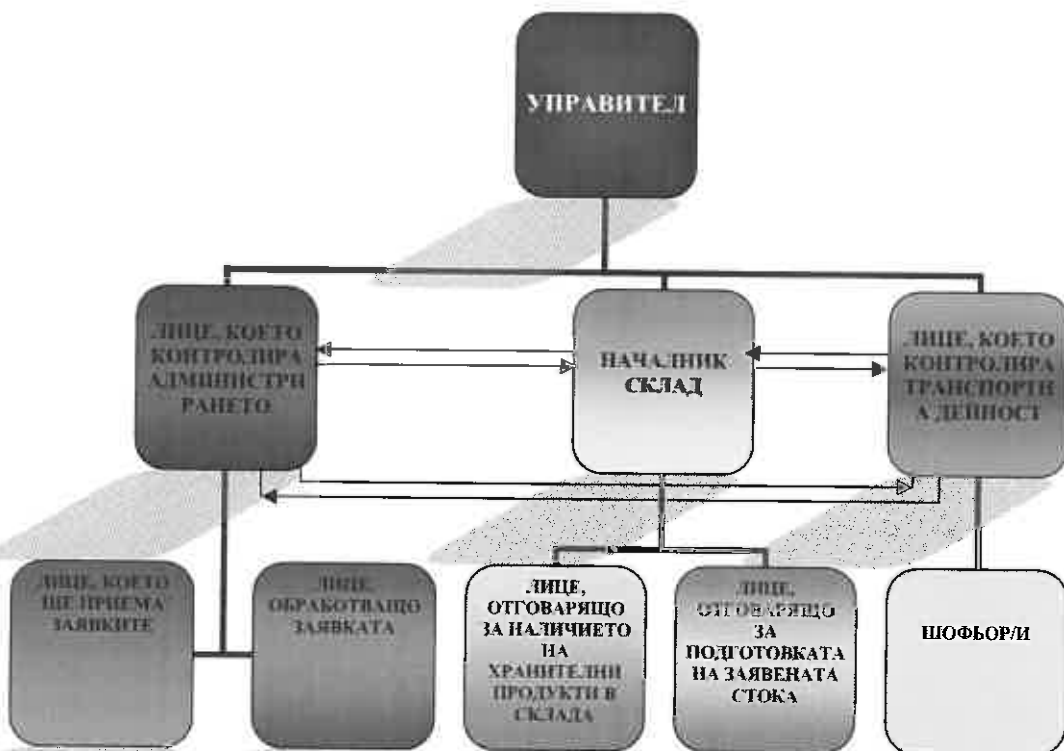 УПРАВИТЕЛ
ЛИЦЕ, КОЕТО
КОНТРОЛИРА
АДМИНИСТРИ
РАНЕТО
НАЧАЛНИК
СКЛАД
ЛИЦЕ, КОЕТО
КОНТРОЛИРА
ТРАНСПОРТН
А ДЕЙНОСТ
ЛИЦЕ, КОЕТО
ЩЕ ПРИЕМА
ЗАЯВКИТЕ
ЛИЦЕ,
ОБРАБОТВАЩО
ЗАЯВКАТА
ЛИЦЕ,
ОТГОВАРЯЩО
ЗА НАЛИЧИЕТО
НА
ХРАНИТЕЛНИ
ПРОДУКТИ В
СКЛАДА
ЛИЦЕ,
ОТГОВАРЯЩО
ЗА
ПОДГОТОВКАТА
НА ЗАЯВЕНАТА
СТОКА
ШОФЬОР/И